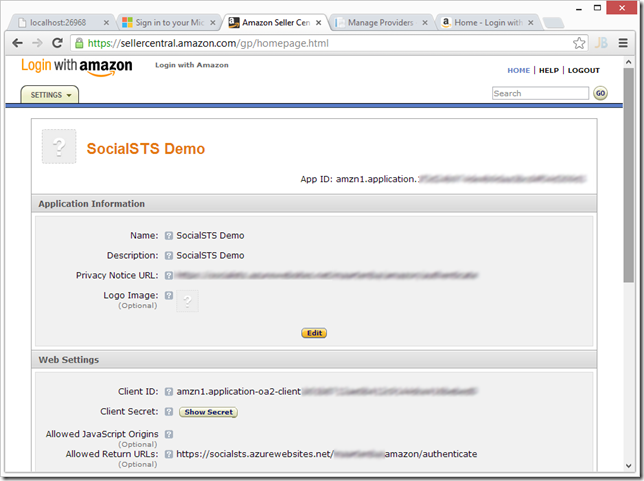 localhost:26968
Sign in to your Mic
Amazon Seller Cen
Manage Providers
Home - Login with
https://sellercentral.amazon.com/gp/homepage.html
JB
Login with amazon
Login with Amazon
HOME | HELP | LOGOUT
SETTINGS
Search
GO
?
SocialSTS Demo
App ID: amzn1.application.
Application Information
Name: ? SocialSTS Demo
Description: ? SocialSTS Demo
Privacy Notice URL: ?
Logo Image: ? ?
(Optional)
Edit
Web Settings
Client ID: ? amzn1.application-oa2-client
Client Secret: ? Show Secret
Allowed JavaScript Origins ?
(Optional)
Allowed Return URLs: ? https://socialsts.azurewebsites.net/ amazon/authenticate
(Optional)